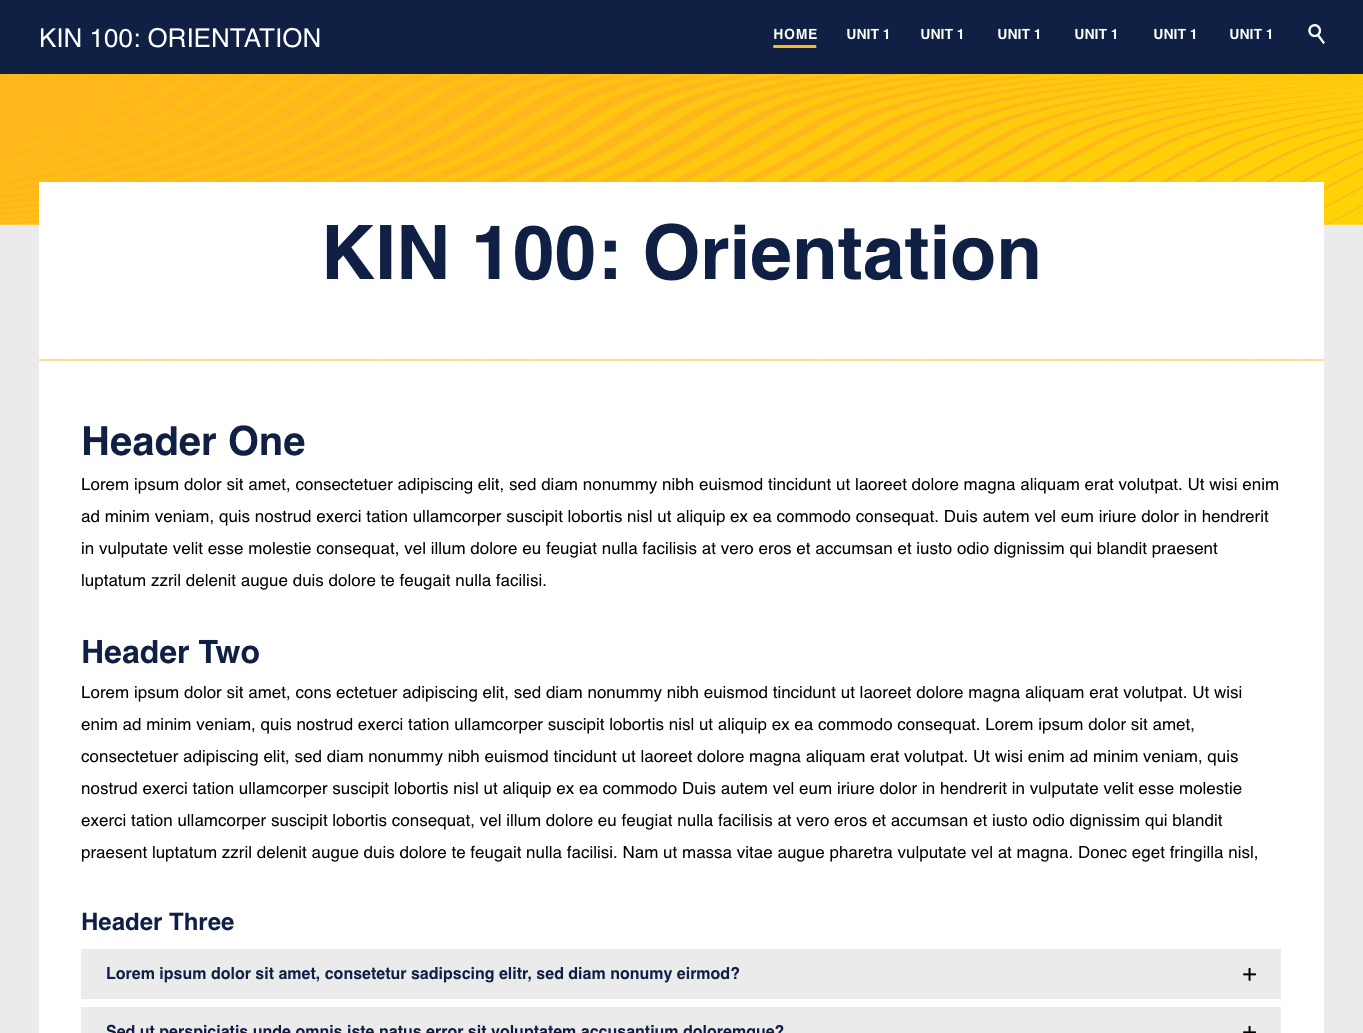 KIN 100: ORIENTATION
HOME UNIT 1 UNIT 1 UNIT 1 UNIT 1 UNIT 1 UNIT 1
KIN 100: Orientation
Header One
Lorem ipsum dolor sit amet, consectetuer adipiscing elit, sed diam nonummy nibh euismod tincidunt ut laoreet dolore magna aliquam erat volutpat. Ut wisi enim
ad minim veniam, quis nostrud exerci tation ullamcorper suscipit lobortis nisl ut aliquip ex ea commodo consequat. Duis autem vel eum iriure dolor in hendrerit
in vulputate velit esse molestie consequat, vel illum dolore eu feugiat nulla facilisis at vero eros et accumsan et iusto odio dignissim qui blandit praesent
luptatum zzril delenit augue duis dolore te feugait nulla facilisi.
Header Two
Lorem ipsum dolor sit amet, cons ectetuer adipiscing elit, sed diam nonummy nibh euismod tincidunt ut laoreet dolore magna aliquam erat volutpat. Ut wisi
enim ad minim veniam, quis nostrud exerci tation ullamcorper suscipit lobortis nisl ut aliquip ex ea commodo consequat. Lorem ipsum dolor sit amet,
consectetuer adipiscing elit, sed diam nonummy nibh euismod tincidunt ut laoreet dolore magna aliquam erat volutpat. Ut wisi enim ad minim veniam, quis
nostrud exerci tation ullamcorper suscipit lobortis nisl ut aliquip ex ea commodo Duis autem vel eum iriure dolor in hendrerit in vulputate velit esse molestie
exerci tation ullamcorper suscipit lobortis consequat, vel illum dolore eu feugiat nulla facilisis at vero eros et accumsan et iusto odio dignissim qui blandit
praesent luptatum zzril delenit augue duis dolore te feugait nulla facilisi. Nam ut massa vitae augue pharetra vulputate vel at magna. Donec eget fringilla nisl,
Header Three
Lorem ipsum dolor sit amet, consetetur sadipscing elitr, sed diam nonumy eirmod? +
Sed ut perspiciatis unde omnis iste natus error sit voluptatem accusantium doloremque? +